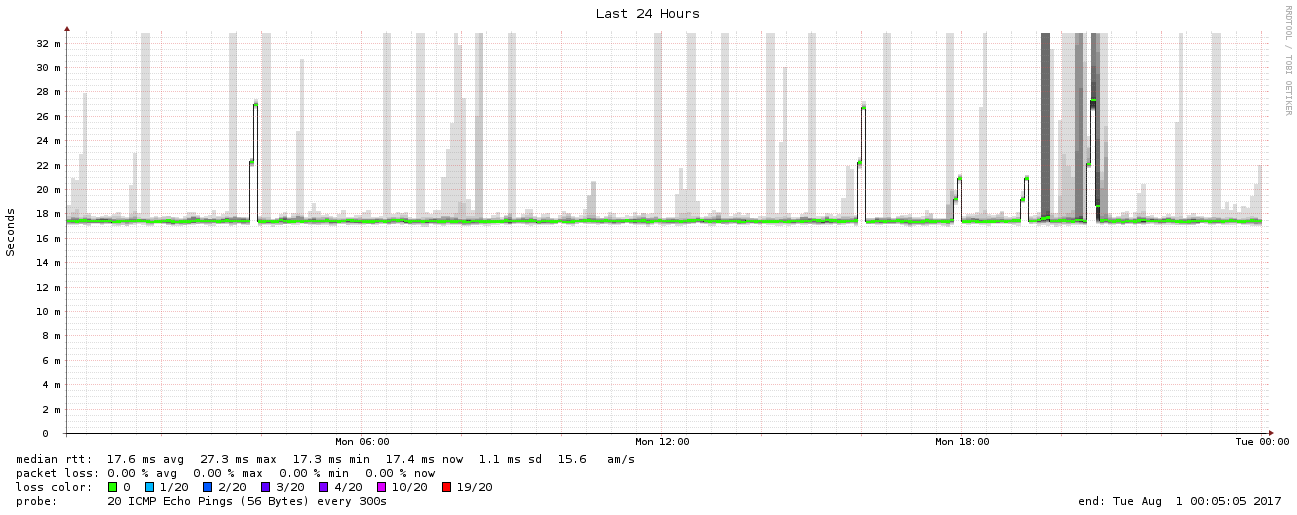 Last 24 Hours
RRDTOOL / TOBI OETIKER
Seconds
32 m
30 m
28 m
26 m
24 m
22 m
20 m
18 m
16 m
14 m
12 m
10 m
8 m
6 m
4 m
2 m
0
Mon 06:00 Mon 12:00 Mon 18:00 Tue 00:00
median rtt: 17.6 ms avg 27.3 ms max 17.3 ms min 17.4 ms now 1.1 ms sd 15.6 am/s
packet loss: 0.00 % avg 0.00 % max 0.00 % min 0.00 % now
loss color: 0 1/20 2/20 3/20 4/20 10/20 19/20
probe: 20 ICMP Echo Pings (56 Bytes) every 300s end: Tue Aug 1 00:05:05 2017